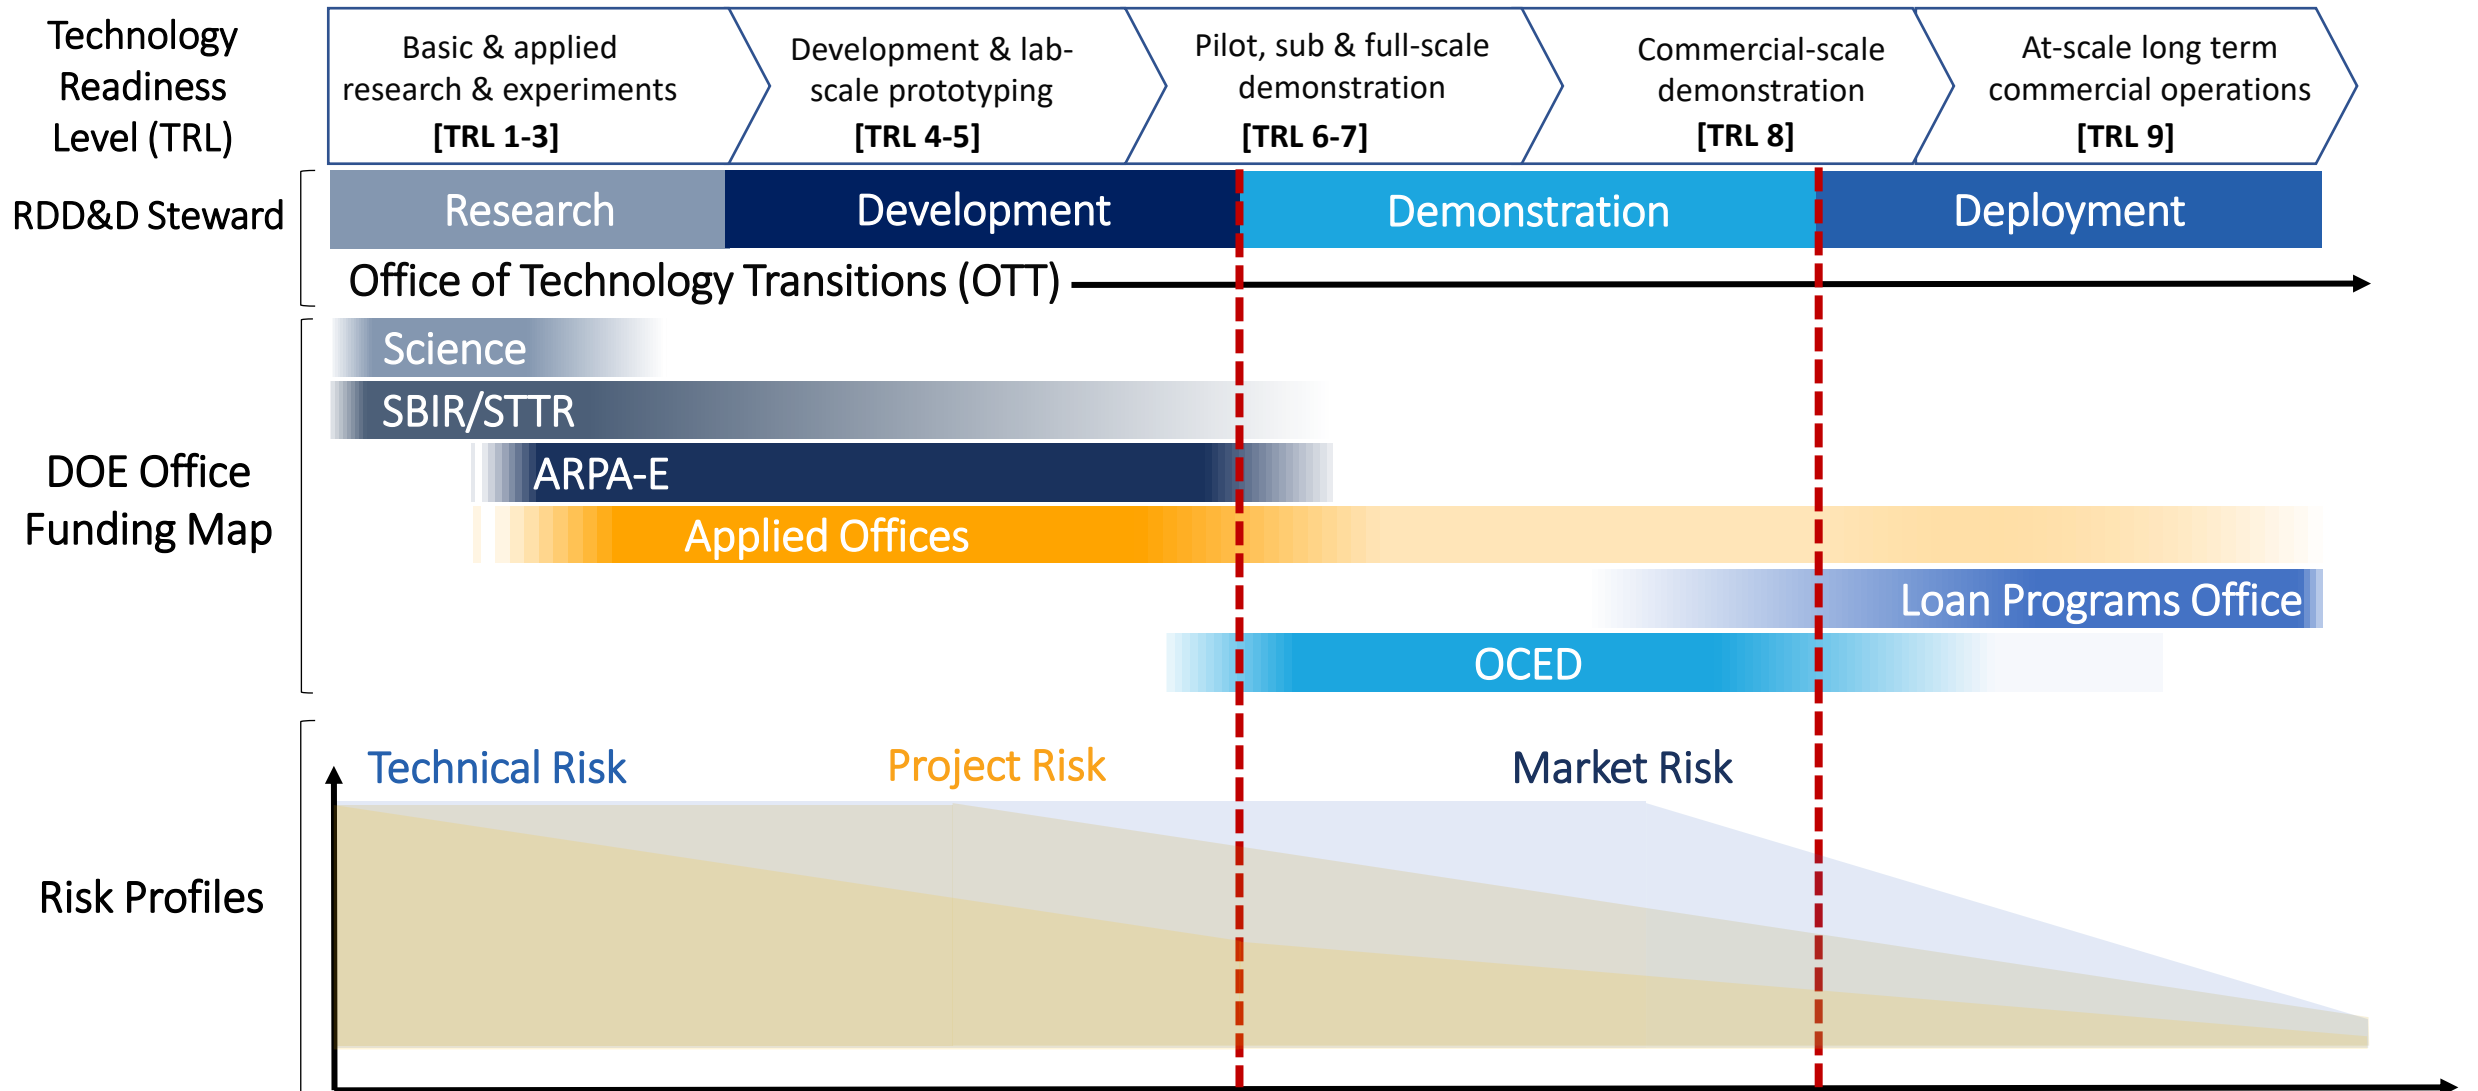 Technology
Readiness
Level (TRL)
Basic & applied
research & experiments
[TRL 1-3]
Development & lab-
scale prototyping
[TRL 4-5]
Pilot, sub & full-scale
demonstration
[TRL 6-7]
Commercial-scale
demonstration
[TRL 8]
At-scale long term
commercial operations
[TRL 9]
RDD&D Steward
Research
Development
Demonstration
Deployment
Office of Technology Transitions (OTT)
DOE Office
Funding Map
Science
SBIR/STTR
ARPA-E
Applied Offices
Loan Programs Office
OCED
Risk Profiles
Technical Risk
Project Risk
Market Risk